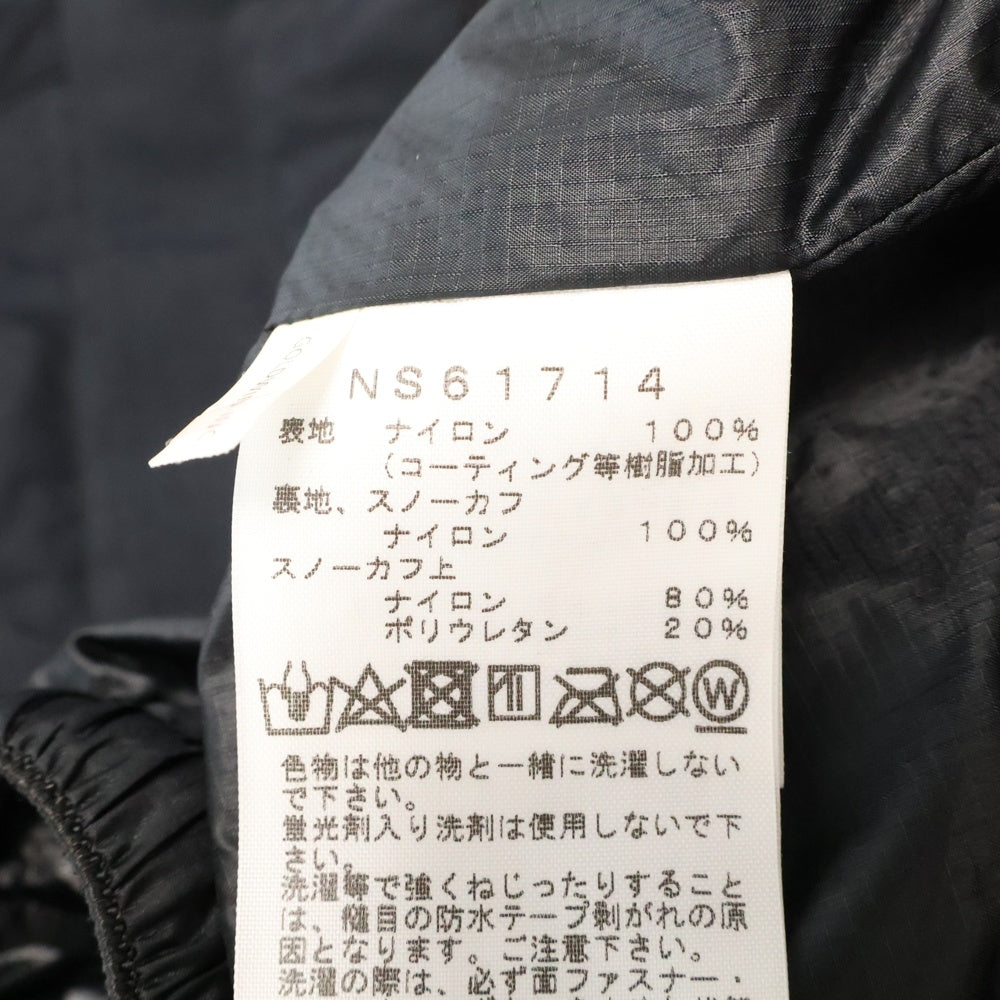 NS61714
表地 ナイロン 100%
(コーティング等樹脂加工)
裏地、スノーカフ
ナイロン 100%
スノーカフ上
ナイロン 80%
ポリウレタン 20%
W
色物は他の物と一緒に洗濯しない
で下さい。
蛍光剤入り洗剤は使用しないで下
さい。
洗濯等で強くねじったりすること
は、縫目の防水テープ剥がれの原
因となります。ご注意下さい。
洗濯の際は、必ず面ファスナー・